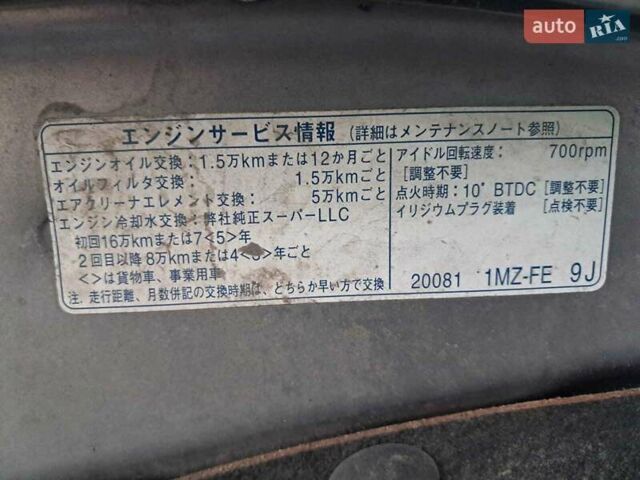 auto RIA.com
エンジンサービス情報 (詳細はメンテナンスノート参照)
エンジンオイル交換：1.5万kmまたは12か月ごと
オイルフィルタ交換： 1.5万kmごと
エアクリーナエレメント交換： 5万kmごと
エンジン冷却水交換：弊社純正スーパーLLC
初回16万kmまたは7<5>年
2回目以降8万kmまたは4<3>年ごと
<>は貨物車、事業用車
注. 走行距離、月数併記の交換時期は、どちらか早い方で交換
アイドル回転速度： 700rpm
[調整不要]
点火時期：10° BTDC [調整不要]
イリジウムプラグ装着 [点検不要]
20081 1MZ-FE 9J